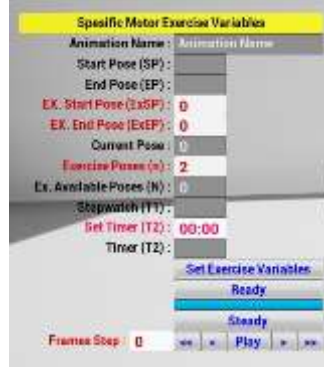 Spesific Motor Exercise Variables
Animation Name : Animation Name
Start Pose (SP) :
End Pose (EP) :
EX. Start Pose (ExSP) : 0
EX. End Pose (ExEP) : 0
Current Pose : 0
Exercise Poses (n) : 2
Ex. Available Poses (N) : 0
Stopwatch (T1) :
Set Timer (T2) : 00:00
Timer (T2) :
Set Exercise Variables
Ready
Steady
Frames Step : 0 Play